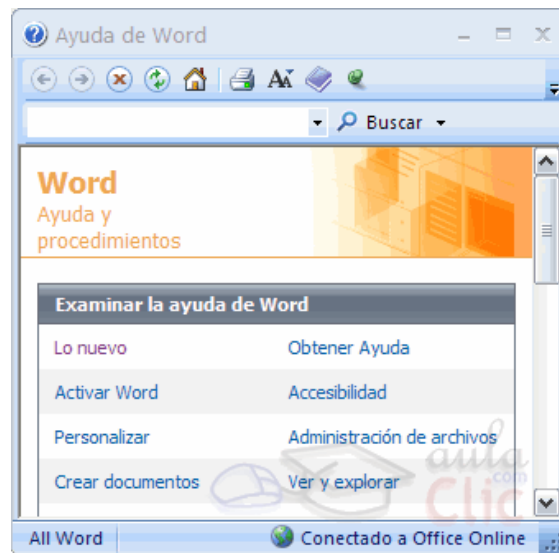 Ayuda de Word
Buscar
Word
Ayuda y
procedimientos
Examinar la ayuda de Word
Lo nuevo Obtener Ayuda
Activar Word Accesibilidad
Personalizar Administración de archivos
Crear documentos Ver y explorar
aula
.com
Clic
All Word Conectado a Office Online